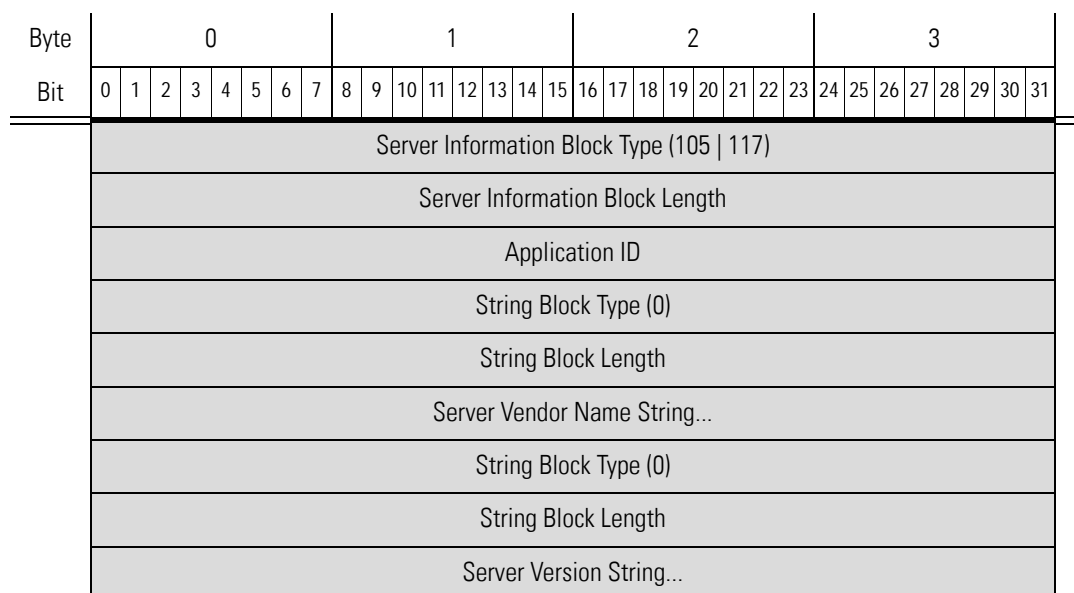 Byte 0 1 2 3
Bit 0 1 2 3 4 5 6 7 8 9 10 11 12 13 14 15 16 17 18 19 20 21 22 23 24 25 26 27 28 29 30 31
Server Information Block Type (105 | 117)
Server Information Block Length
Application ID
String Block Type (0)
String Block Length
Server Vendor Name String...
String Block Type (0)
String Block Length
Server Version String...